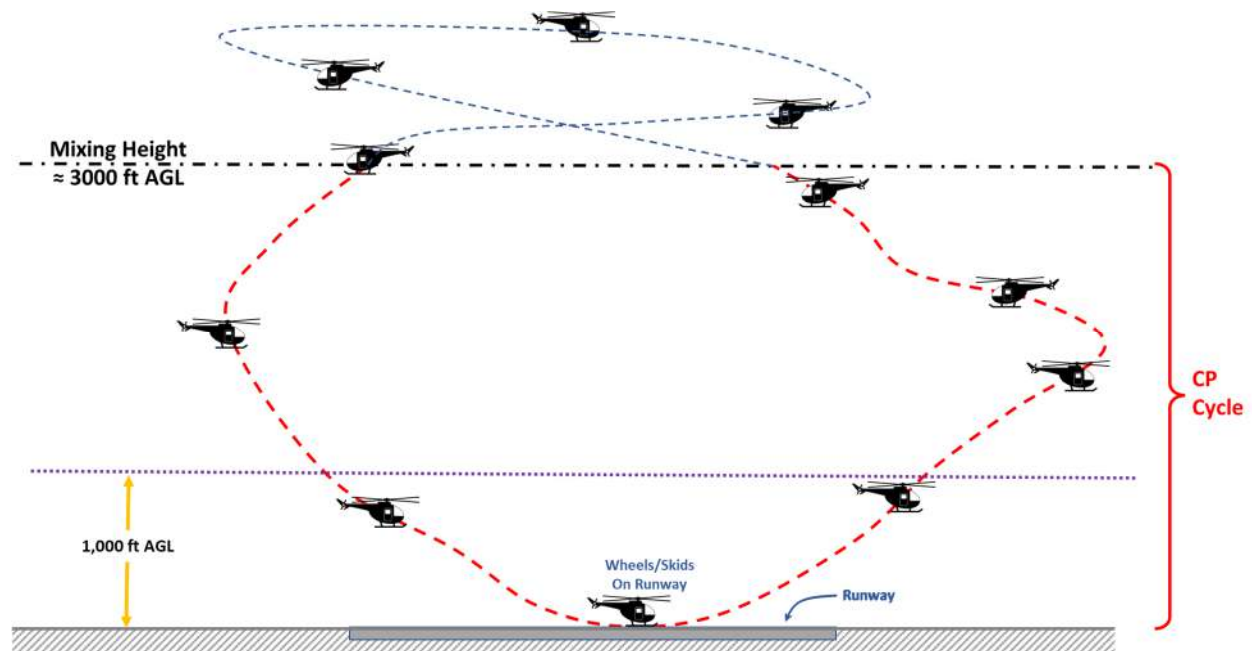 Mixing Height
≈ 3000 ft AGL
CP
Cycle
1,000 ft AGL
Wheels/Skids
On Runway
Runway